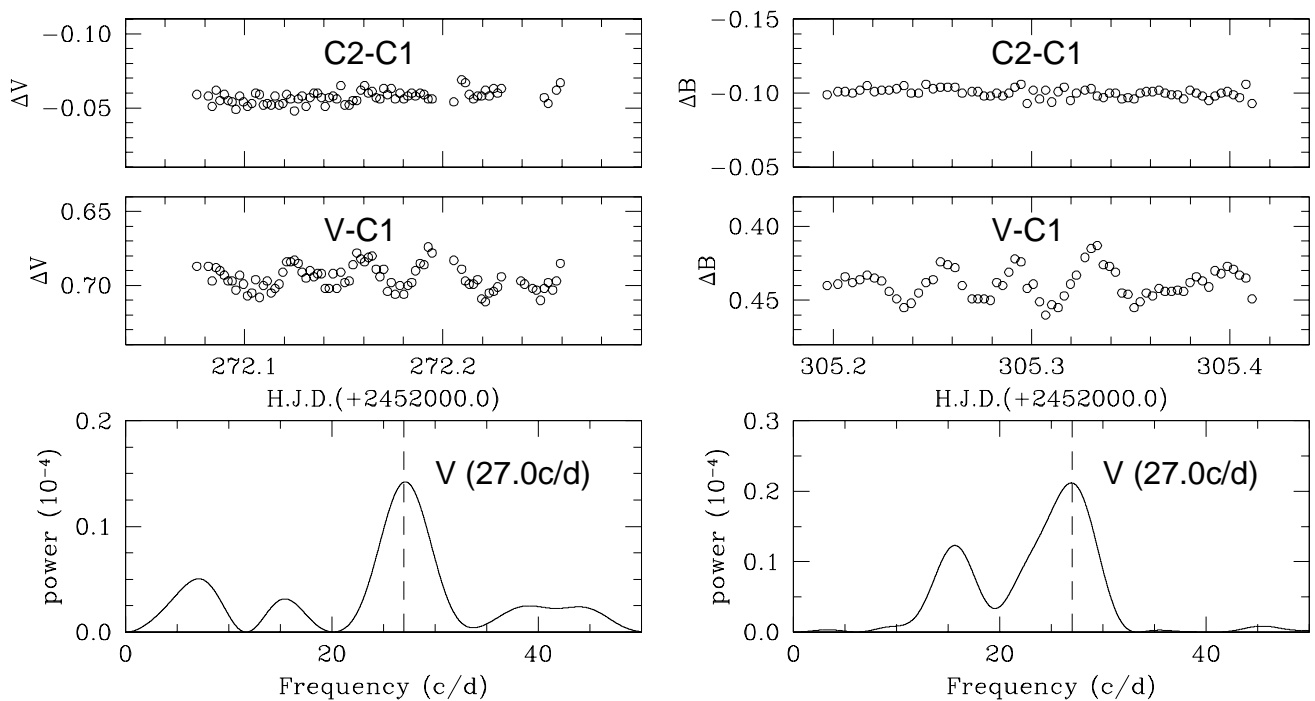 −0.10
−0.05
ΔV
C2-C1
0.65
0.70
ΔV
V-C1
272.1 272.2
H.J.D.(+2452000.0)
0.2
0.1
0.0
power (10⁻⁴)
V (27.0c/d)
0 20 40
Frequency (c/d)
−0.15
−0.10
−0.05
ΔB
C2-C1
0.40
0.45
ΔB
V-C1
305.2 305.3 305.4
H.J.D.(+2452000.0)
0.3
0.2
0.1
0.0
power (10⁻⁴)
V (27.0c/d)
0 20 40
Frequency (c/d)